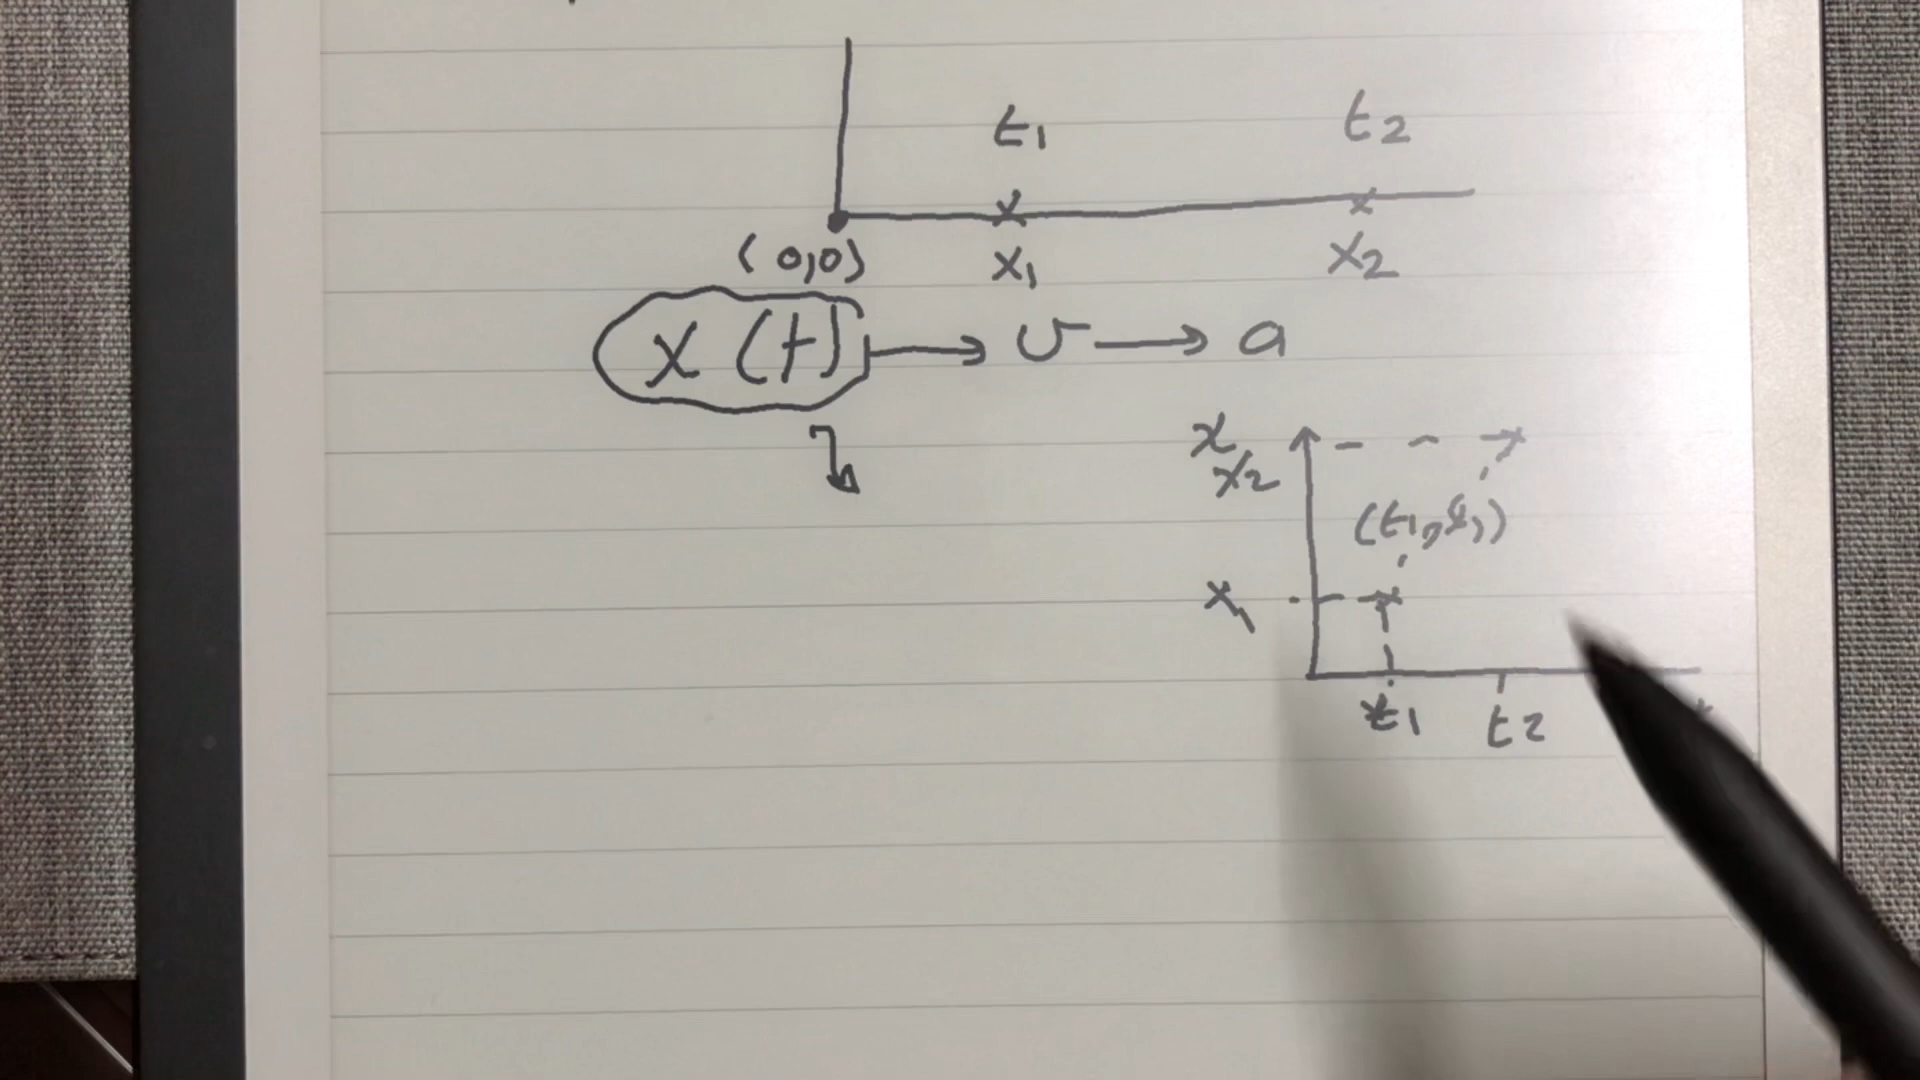 t₁ t₂
(0,0) x₁ x₂
x (t) → v → a
x
x₂
(t₁, x₁)
x₁
t₁ t₂